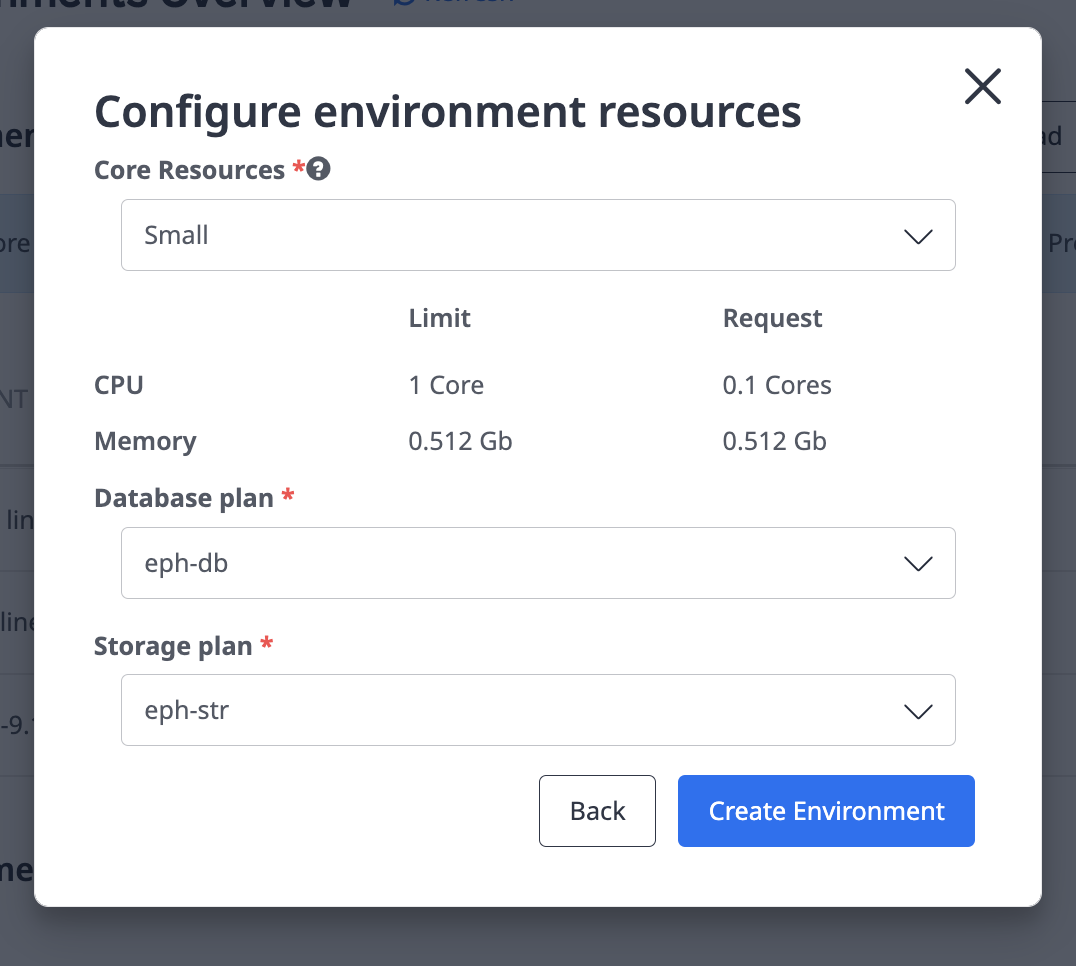 Configure environment resources
Core Resources *?
Small
Limit Request
CPU 1 Core 0.1 Cores
Memory 0.512 Gb 0.512 Gb
Database plan *
eph-db
Storage plan *
eph-str
Back Create Environment